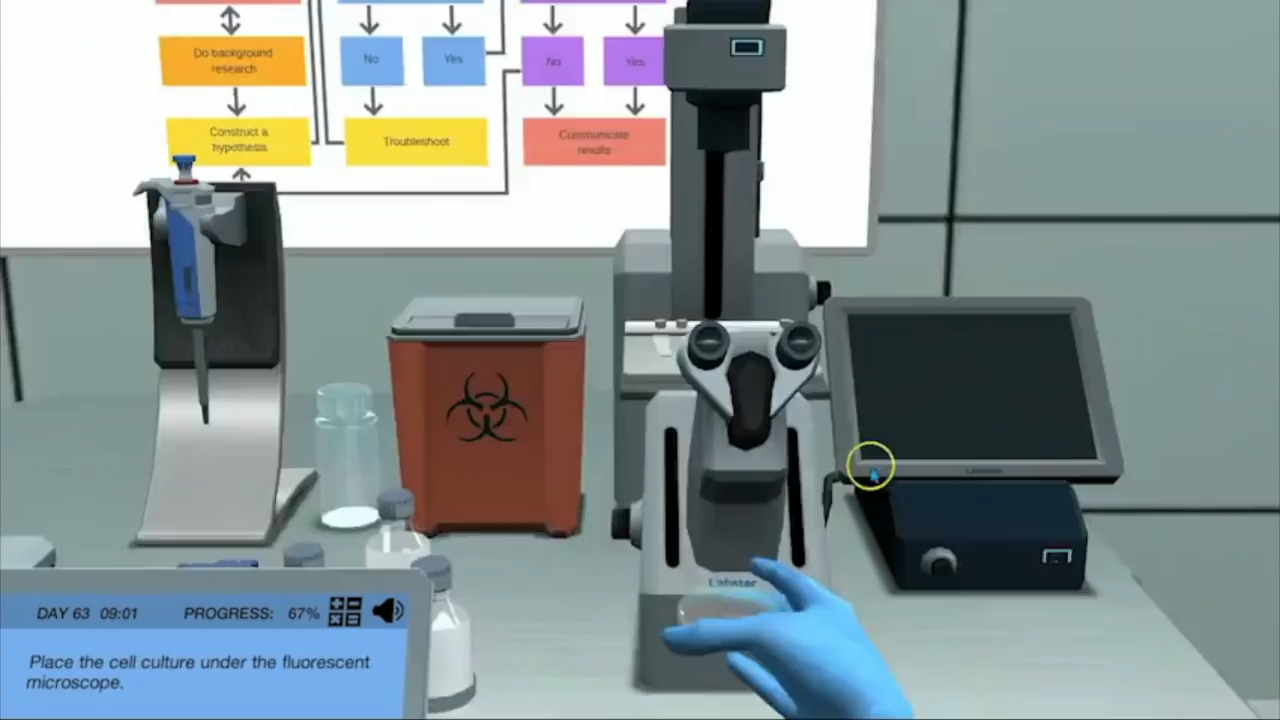 Do background
research
No
Yes
No
Yes
Construct a
hypothesis
Troubleshoot
Communicate
results
Labster
DAY 63 09:01
PROGRESS: 67%
Place the cell culture under the fluorescent
microscope.